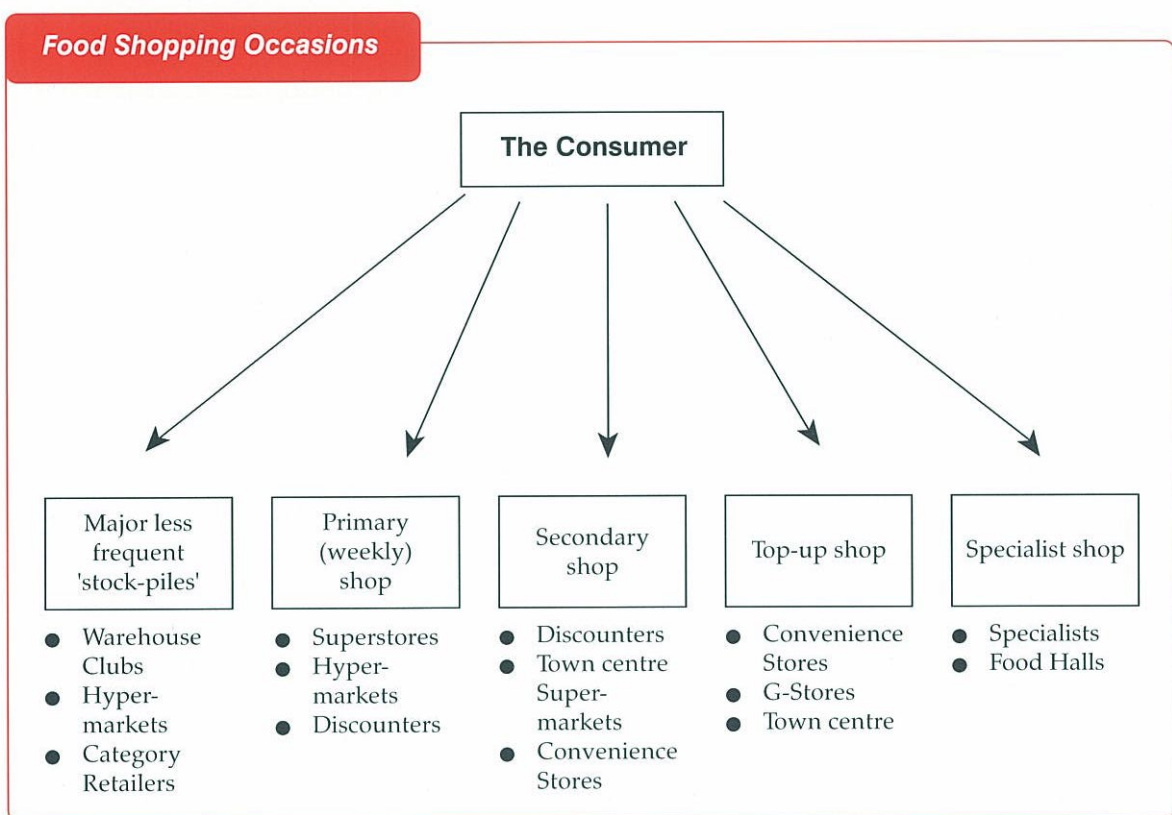 Food Shopping Occasions
The Consumer
Major less
frequent
'stock-piles'
Primary
(weekly)
shop
Secondary
shop
Top-up shop
Specialist shop
● Warehouse
Clubs
● Hyper-
markets
● Category
Retailers
● Superstores
● Hyper-
markets
● Discounters
● Discounters
● Town centre
Super-
markets
● Convenience
Stores
● Convenience
Stores
● G-Stores
● Town centre
● Specialists
● Food Halls